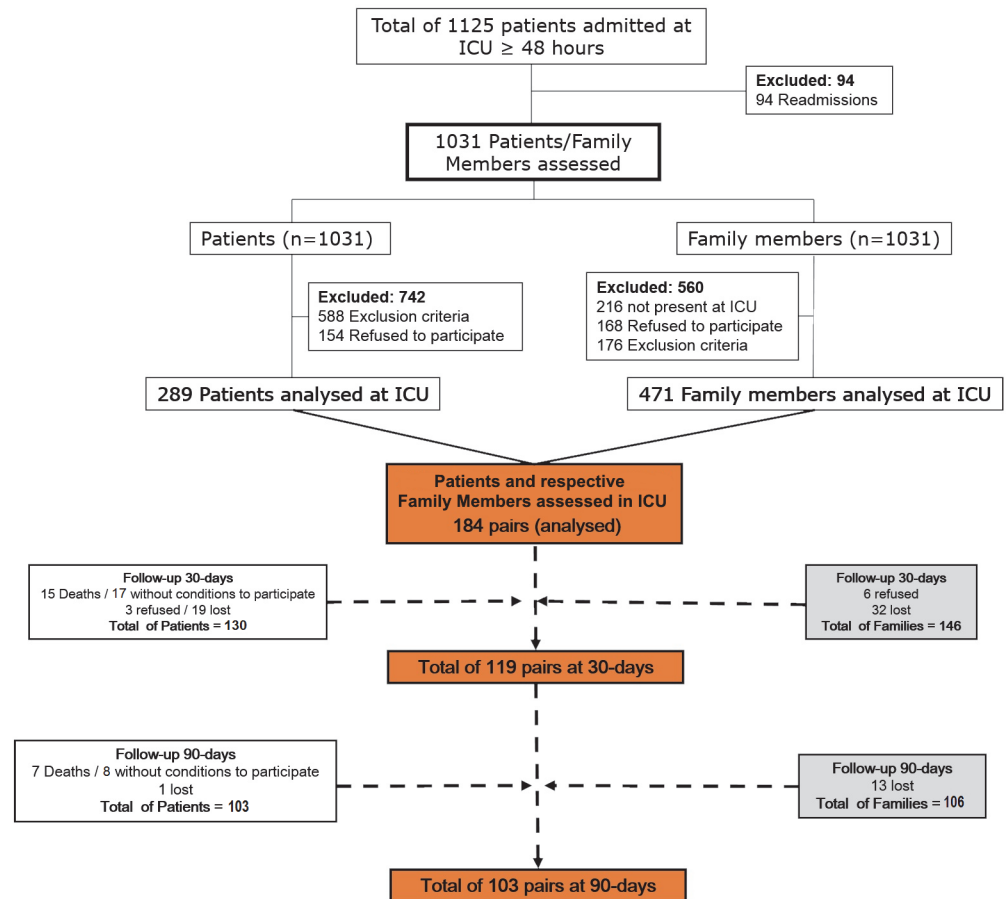 Total of 1125 patients admitted at
ICU ≥ 48 hours
Excluded: 94
94 Readmissions
1031 Patients/Family
Members assessed
Patients (n=1031)
Family members (n=1031)
Excluded: 742
588 Exclusion criteria
154 Refused to participate
Excluded: 560
216 not present at ICU
168 Refused to participate
176 Exclusion criteria
289 Patients analysed at ICU
471 Family members analysed at ICU
Patients and respective
Family Members assessed in ICU
184 pairs (analysed)
Follow-up 30-days
15 Deaths / 17 without conditions to participate
3 refused / 19 lost
Total of Patients = 130
Follow-up 30-days
6 refused
32 lost
Total of Families = 146
Total of 119 pairs at 30-days
Follow-up 90-days
7 Deaths / 8 without conditions to participate
1 lost
Total of Patients = 103
Follow-up 90-days
13 lost
Total of Families = 106
Total of 103 pairs at 90-days